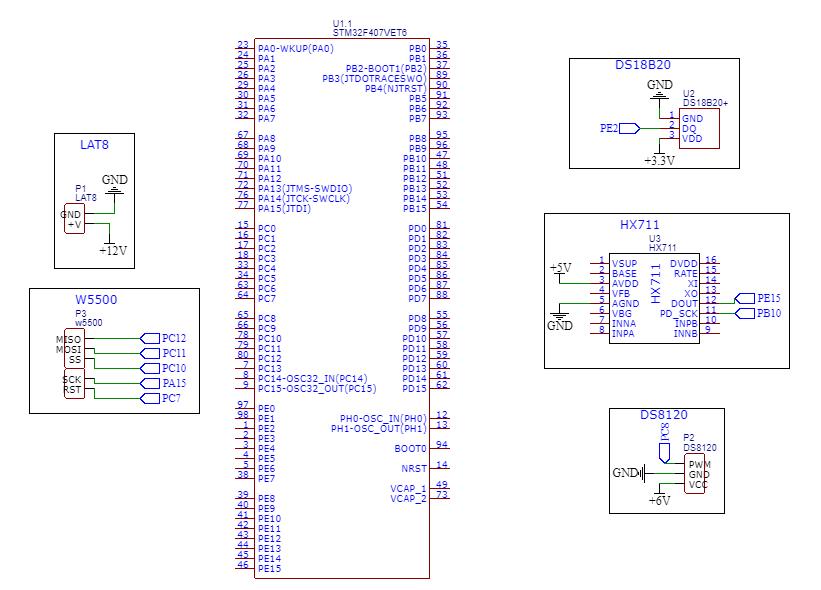 U1.1
STM32F407VET6
23 PA0-WKUP(PA0)
24 PA1
25 PA2
26 PA3
29 PA4
30 PA5
31 PA6
32 PA7
67 PA8
68 PA9
69 PA10
70 PA11
71 PA12
72 PA13(JTMS-SWDIO)
76 PA14(JTCK-SWCLK)
77 PA15(JTDI)
15 PC0
16 PC1
17 PC2
18 PC3
33 PC4
34 PC5
63 PC6
64 PC7
65 PC8
66 PC9
78 PC10
79 PC11
80 PC12
7 PC13
8 PC14-OSC32_IN(PC14)
9 PC15-OSC32_OUT(PC15)
97 PE0
98 PE1
1 PE2
2 PE3
3 PE4
4 PE5
5 PE6
38 PE7
39 PE8
40 PE9
41 PE10
42 PE11
43 PE12
44 PE13
45 PE14
46 PE15
PB0 35
PB1 36
PB2-BOOT1(PB2) 37
PB3(JTDOTRACESWO) 89
PB4(NJTRST) 90
PB5 91
PB6 92
PB7 93
PB8 95
PB9 96
PB10 47
PB11 48
PB12 51
PB13 52
PB14 53
PB15 54
PD0 81
PD1 82
PD2 83
PD3 84
PD4 85
PD5 86
PD6 87
PD7 88
PD8 55
PD9 56
PD10 57
PD11 58
PD12 59
PD13 60
PD14 61
PD15 62
PH0-OSC_IN(PH0) 12
PH1-OSC_OUT(PH1) 13
BOOT0 94
NRST 14
VCAP_1 49
VCAP_2 73
LAT8
GND
P1
LAT8
GND
+V
+12V
W5500
P3
w5500
MISO PC12
MOSI PC11
SS PC10
SCK PA15
RST PC7
DS18B20
GND
U2
DS18B20+
1 GND
PE2 2 DQ
3 VDD
+3.3V
HX711
U3
HX711
+5V
GND
HX711
1 VSUP
2 BASE
3 AVDD
4 VFB
5 AGND
6 VBG
7 INNA
8 INPA
DVDD 16
RATE 15
XI 14
XO 13
DOUT 12 PE15
PD_SCK 11 PB10
INPB 10
INNB 9
DS8120
PC8
P2
DS8120
PWM
GND GND
VCC
+6V